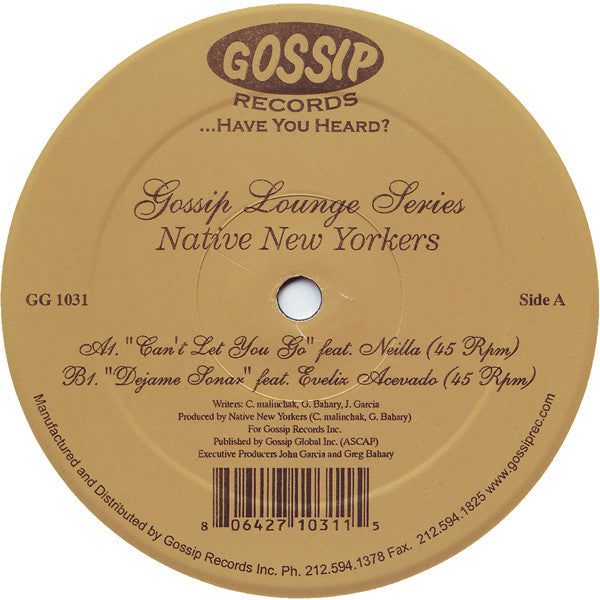 GOSSIP
RECORDS
...HAVE YOU HEARD?
Gossip Lounge Series
Native New Yorkers
GG 1031
Side A
A1. "Can't Let You Go" feat. Neilla (45 Rpm)
B1. "Dejame Sonar" feat. Eveliz Acevado (45 Rpm)
Writers: C. malinchak, G. Bahary, J. Garcia
Produced by Native New Yorkers (C. malinchak, G. Bahary)
For Gossip Records Inc.
Published by Gossip Global Inc. (ASCAP)
Executive Producers John Garcia and Greg Bahary
8 06427 10311 5
Manufactured and Distributed by Gossip Records Inc. Ph. 212.594.1378 Fax. 212.594.1825 www.gossiprec.com